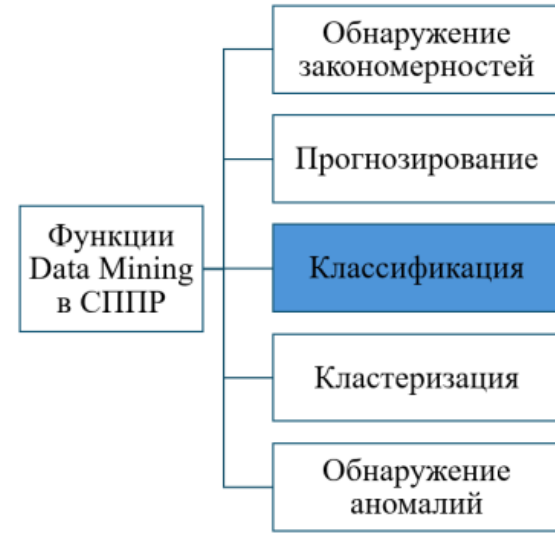 Обнаружение
закономерностей
Прогнозирование
Функции
Data Mining
в СППР
Классификация
Кластеризация
Обнаружение
аномалий